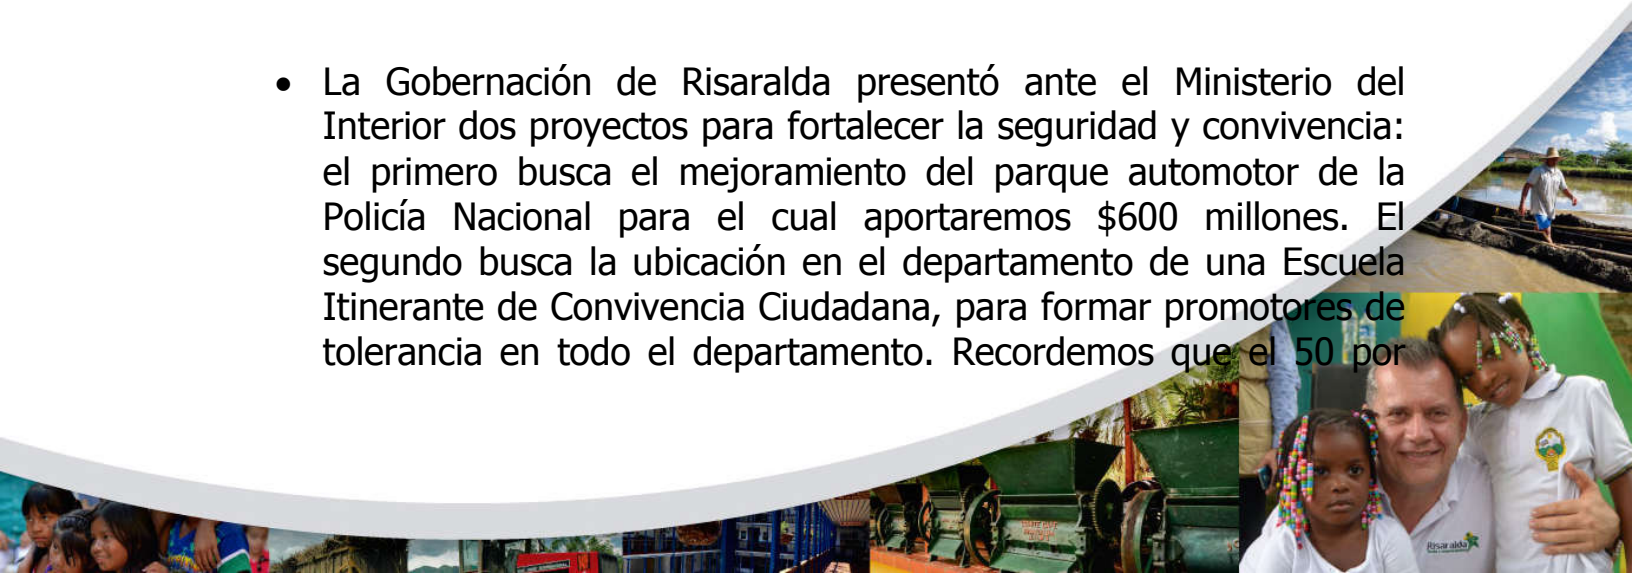 • La Gobernación de Risaralda presentó ante el Ministerio del
Interior dos proyectos para fortalecer la seguridad y convivencia:
el primero busca el mejoramiento del parque automotor de la
Policía Nacional para el cual aportaremos $600 millones. El
segundo busca la ubicación en el departamento de una Escuela
Itinerante de Convivencia Ciudadana, para formar promotores de
tolerancia en todo el departamento. Recordemos que el 50 por
Risaralda